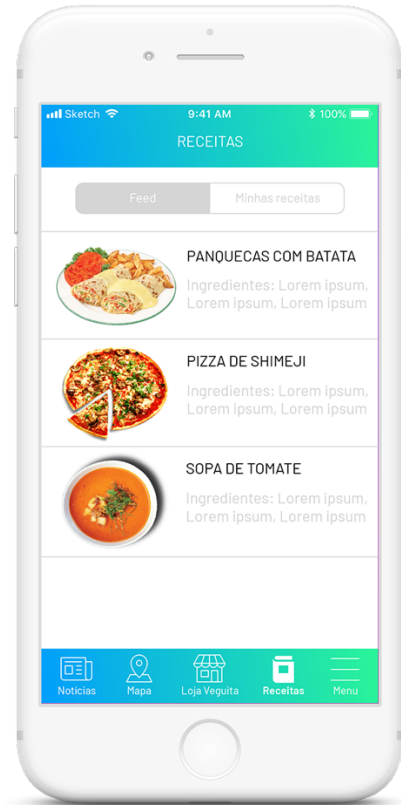 Sketch 9:41 AM 100%
RECEITAS
Feed Minhas receitas
PANQUECAS COM BATATA
Ingredientes: Lorem ipsum,
Lorem ipsum, Lorem ipsum
PIZZA DE SHIMEJI
Ingredientes: Lorem ipsum,
Lorem ipsum, Lorem ipsum
SOPA DE TOMATE
Ingredientes: Lorem ipsum,
Lorem ipsum, Lorem ipsum
Notícias Mapa Loja Veguita Receitas Menu